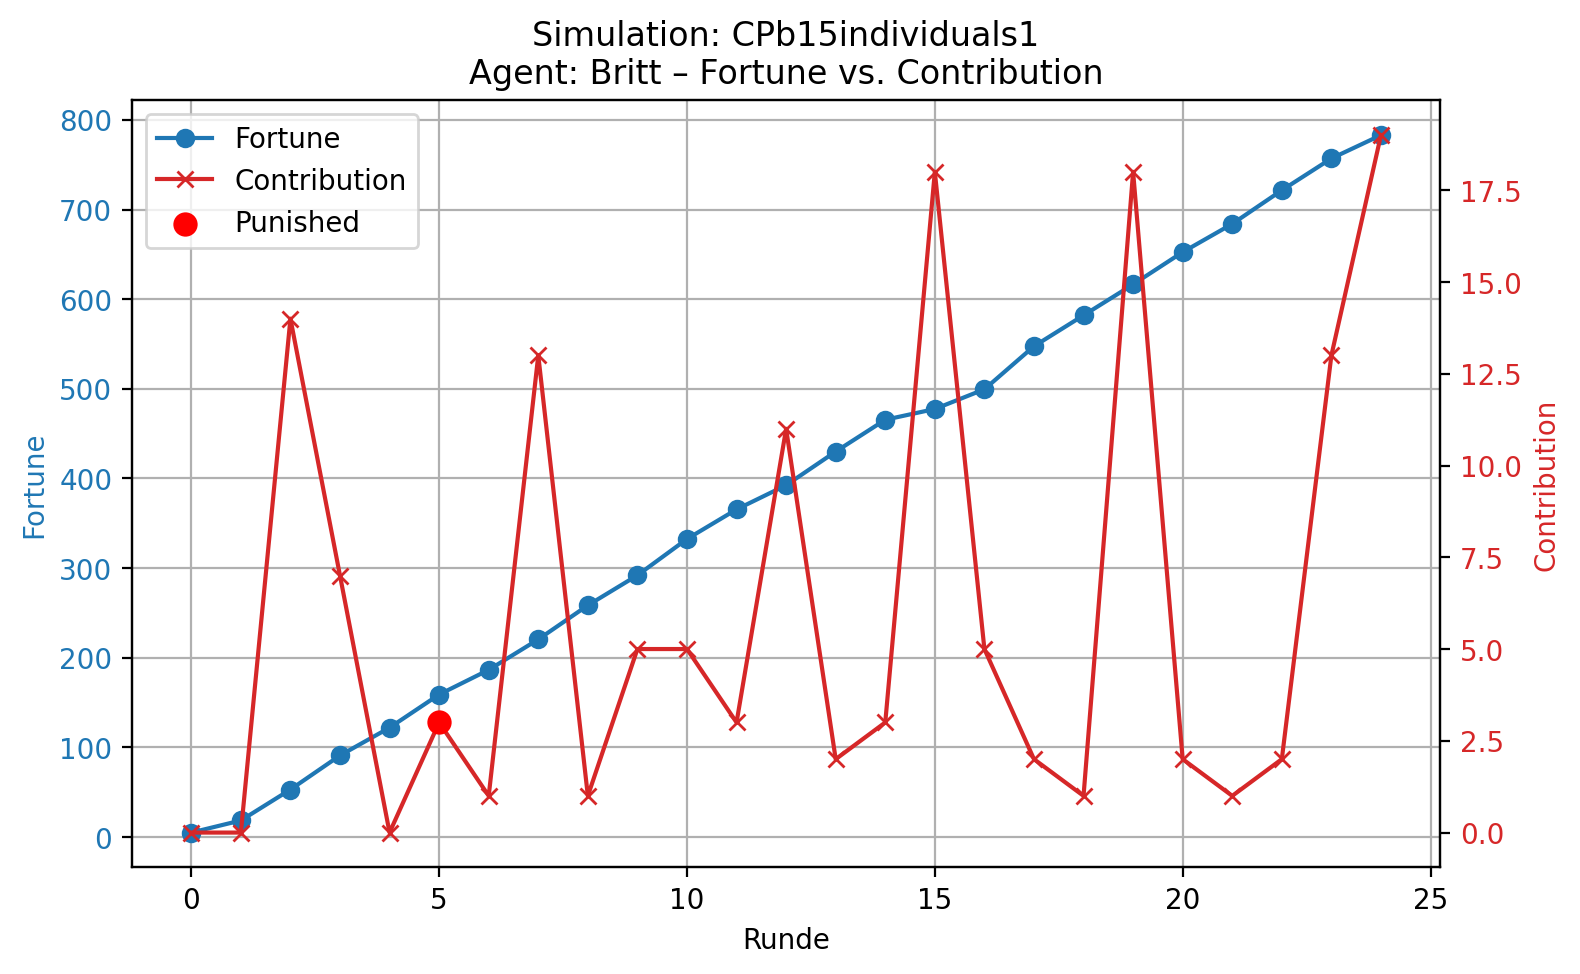 Simulation: CPb15individuals1
Agent: Britt – Fortune vs. Contribution
Fortune
Contribution
Punished
800
700
600
500
400
300
200
100
0
Fortune
17.5
15.0
12.5
10.0
7.5
5.0
2.5
0.0
Contribution
0 5 10 15 20 25
Runde